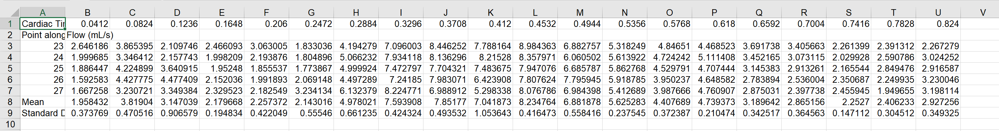 A B C D E F G H I J K L M N O P Q R S T U V
1 Cardiac Tir 0.0412 0.0824 0.1236 0.1648 0.206 0.2472 0.2884 0.3296 0.3708 0.412 0.4532 0.4944 0.5356 0.5768 0.618 0.6592 0.7004 0.7416 0.7828 0.824
2 Point along Flow (mL/s)
3 23 2.646186 3.865395 2.109746 2.466093 3.063005 1.833036 4.194279 7.096003 8.446252 7.788164 8.984363 6.882757 5.318249 4.84651 4.468523 3.691738 3.405663 2.261399 2.391312 2.267279
4 24 1.999685 3.346412 2.157743 1.998209 2.193876 1.804896 5.066232 7.934118 8.136296 8.21528 8.357971 6.060502 5.613922 4.724242 5.111408 3.452165 3.073115 2.029928 2.590786 3.024252
5 25 1.886447 4.224899 3.640915 1.95248 1.855537 1.773867 4.999924 7.472797 7.704321 7.483675 7.947076 6.685787 5.862768 4.529791 4.707444 3.145383 2.913261 2.165544 2.849476 2.916587
6 26 1.592583 4.427775 4.477409 2.152036 1.991893 2.069148 4.497289 7.24185 7.983071 6.423908 7.807624 7.795945 5.918785 3.950237 4.648582 2.783894 2.536004 2.350687 2.249935 3.230046
7 27 1.667258 3.230721 3.349384 2.329523 2.182549 3.234134 6.132379 8.224771 6.988912 5.298338 8.076786 6.984398 5.412689 3.987666 4.760907 2.875031 2.397738 2.455945 1.949655 3.198114
8 Mean 1.958432 3.81904 3.147039 2.179668 2.257372 2.143016 4.978021 7.593908 7.85177 7.041873 8.234764 6.881878 5.625283 4.407689 4.739373 3.189642 2.865156 2.2527 2.406233 2.927256
9 Standard D 0.373769 0.470516 0.906579 0.194834 0.422049 0.55546 0.661235 0.424324 0.493532 1.053643 0.416473 0.558416 0.237545 0.372387 0.210474 0.342517 0.364563 0.147112 0.304512 0.349325
10